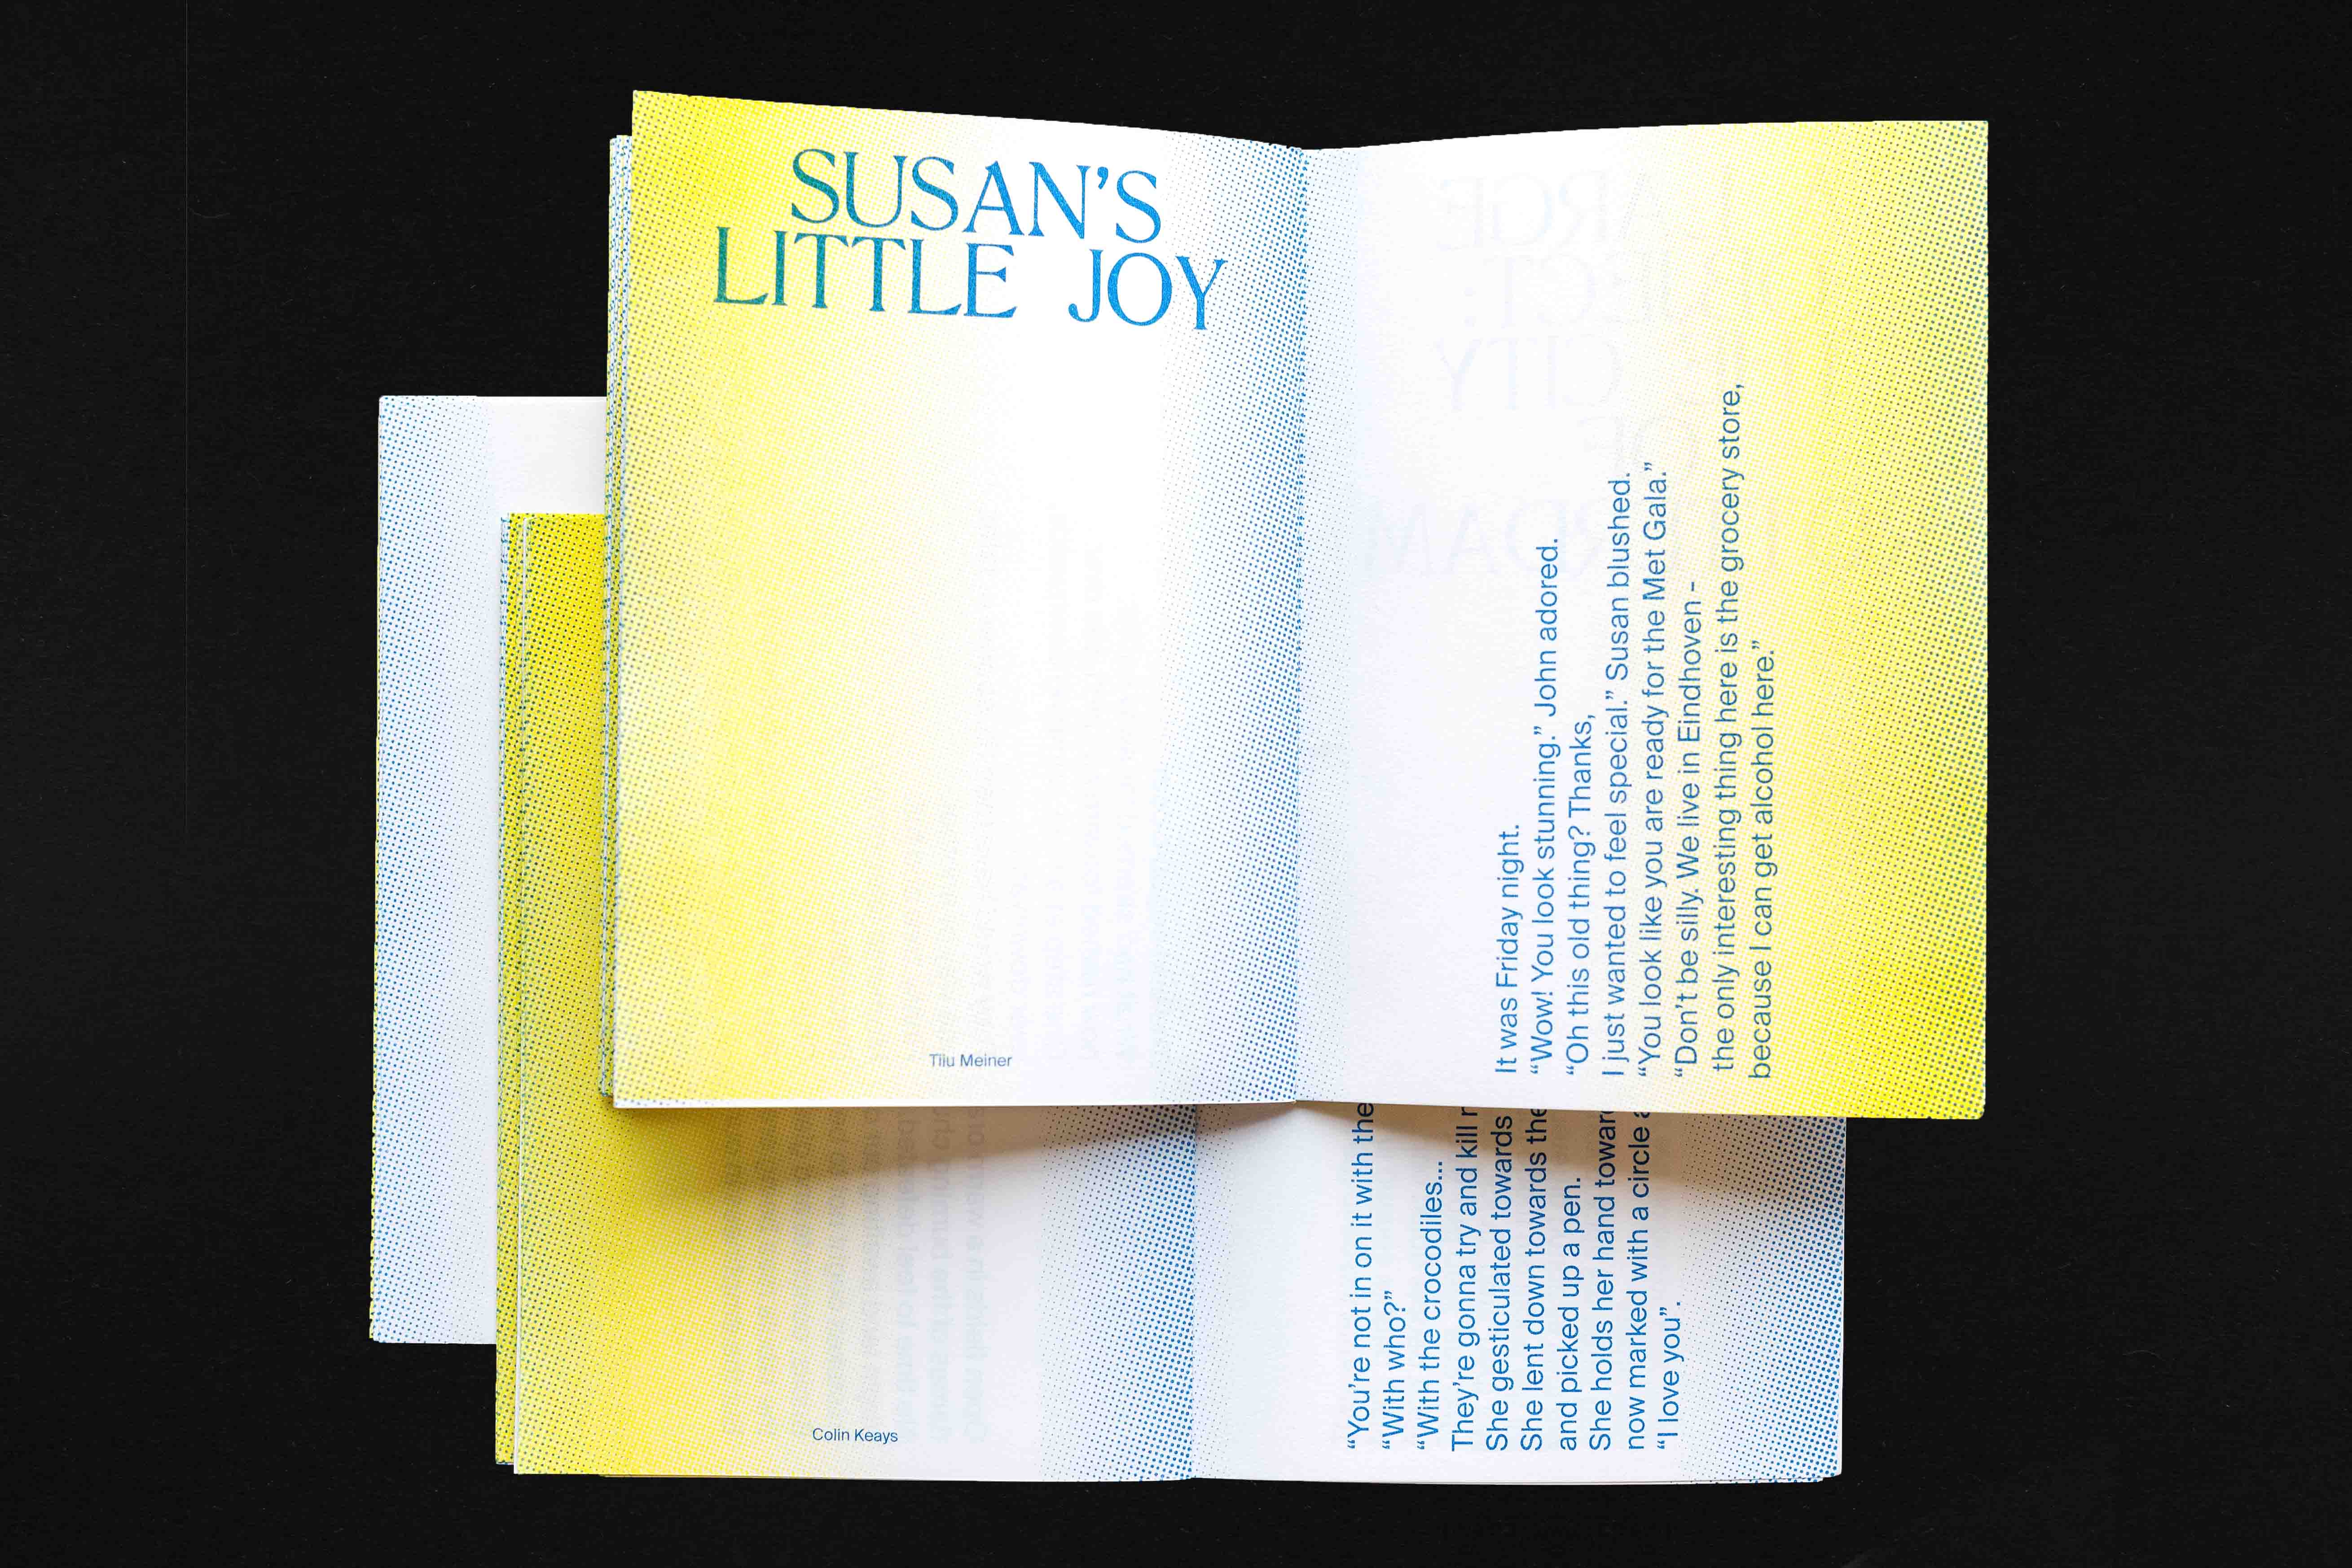 SUSAN'S
LITTLE JOY
Tiiu Meiner
It was Friday night.
“Wow! You look stunning.” John adored.
“Oh this old thing? Thanks,
I just wanted to feel special.” Susan blushed.
“You look like you are ready for the Met Gala.”
“Don't be silly. We live in Eindhoven -
the only interesting thing here is the grocery store,
because I can get alcohol here.”
Colin Keays
“You're not in on it with the
“With who?”
“With the crocodiles...
They're gonna try and kill
She gesticulated towards
She lent down towards the
and picked up a pen.
She holds her hand
now marked with a circle
“I love you”.